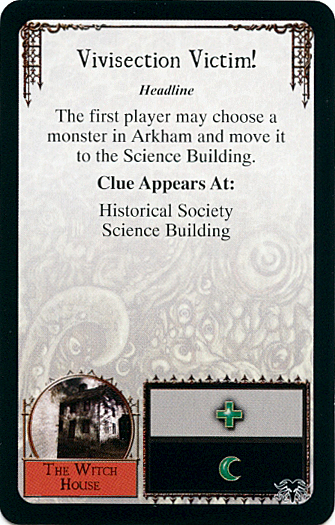 Vivisection Victim!
Headline
The first player may choose a
monster in Arkham and move it
to the Science Building.
Clue Appears At:
Historical Society
Science Building
The Witch
House